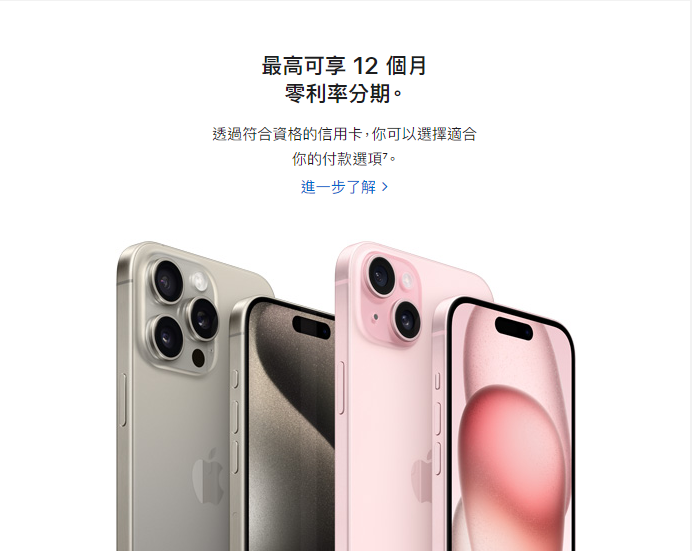 最高可享 12 個月
零利率分期。
透過符合資格的信用卡，你可以選擇適合
你的付款選項⁷。
進一步了解 >